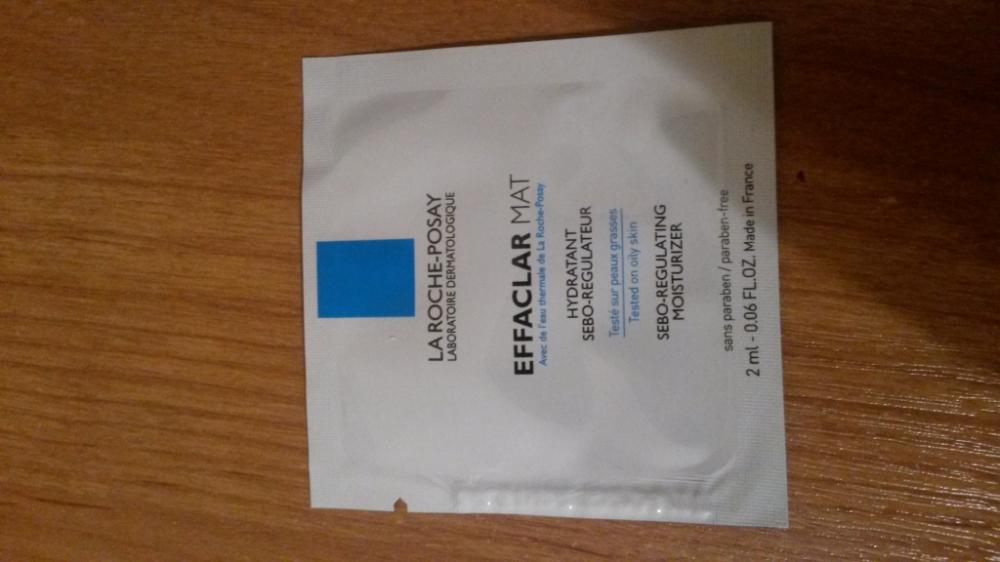 LA ROCHE-POSAY
LABORATOIRE DERMATOLOGIQUE
EFFACLAR MAT
Avec de l'eau thermale de La Roche-Posay
HYDRATANT
SEBO-REGULATEUR
Testé sur peaux grasses
Tested on oily skin
SEBO-REGULATING
MOISTURIZER
sans paraben / paraben-free
2 ml - 0.06 FL.OZ. Made in France